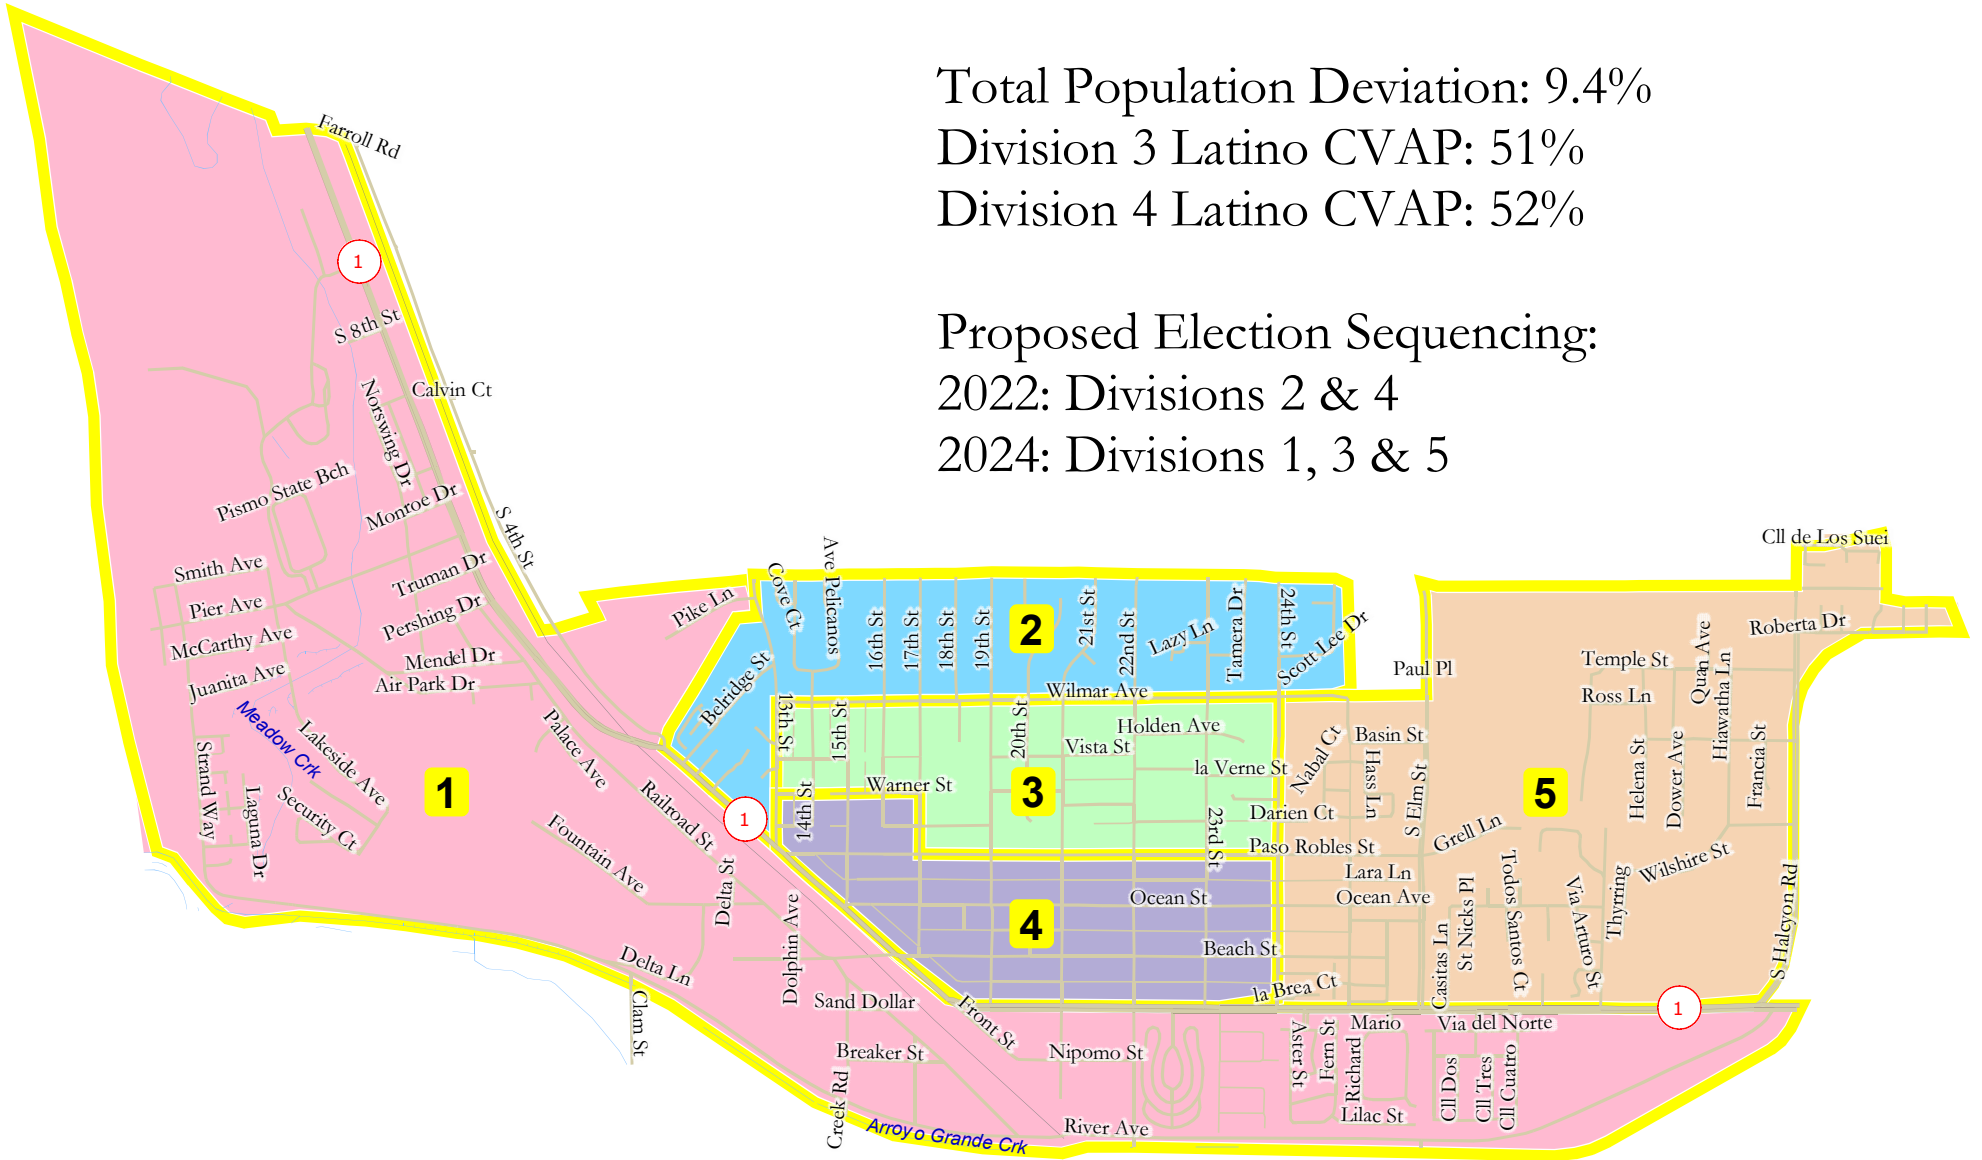 Total Population Deviation: 9.4%
Division 3 Latino CVAP: 51%
Division 4 Latino CVAP: 52%
Proposed Election Sequencing:
2022: Divisions 2 & 4
2024: Divisions 1, 3 & 5
Farroll Rd
1
S 8th St
Calvin Ct
Norswing Dr
Pismo State Bch
Monroe Dr
S 4th St
Smith Ave
Truman Dr
Pier Ave
Pershing Dr
McCarthy Ave
Mendel Dr
Juanita Ave
Air Park Dr
Meadow Crk
Lakeside Ave
Strand Way
Laguna Dr
Security Ct
1
Palace Ave
Railroad St
Fountain Ave
Delta St
Delta Ln
Clam St
Dolphin Ave
Sand Dollar
Breaker St
Creek Rd
Arroyo Grande Crk
Front St
Nipomo St
River Ave
Pike Ln
Cove Ct
Ave Pelicanos
16th St
17th St
18th St
19th St
2
21st St
22nd St
Lazy Ln
Tamera Dr
24th St
Scott Lee Dr
Belridge St
Wilmar Ave
13th St
15th St
20th St
Holden Ave
Vista St
la Verne St
Warner St
3
14th St
1
23rd St
Darien Ct
Paso Robles St
4
Ocean St
Beach St
la Brea Ct
Nabal Ct
Basin St
Hass Ln
S Elm St
Paul Pl
Grell Ln
Lara Ln
Ocean Ave
Casitas Ln
St Nicks Pl
Todos Santos Ct
Via Arturo St
Thyrring
Wilshire St
5
Cll de Los Suei
Roberta Dr
Temple St
Ross Ln
Quan Ave
Hiawatha Ln
Helena St
Dower Ave
Francia St
S Halcyon Rd
1
Aster St
Fern St
Richard
Mario
Via del Norte
Lilac St
Cll Dos
Cll Tres
Cll Cuatro